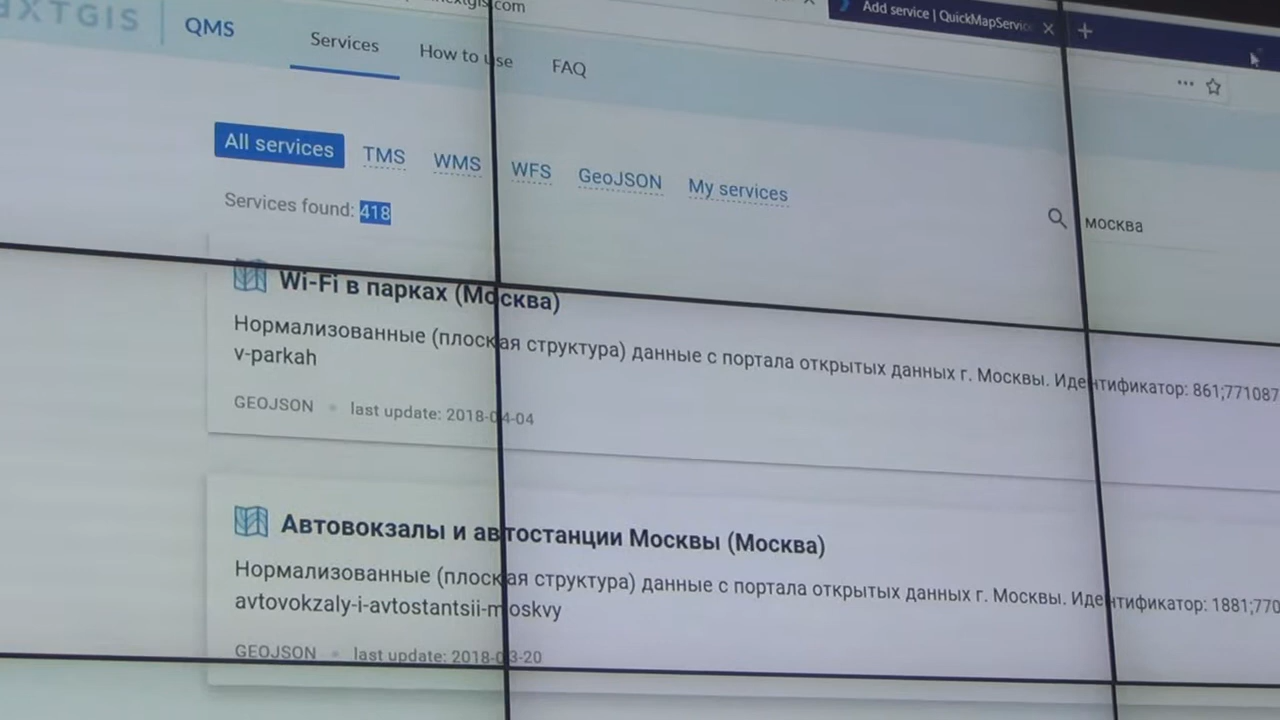 Add service | QuickMapServic
QMS
Services
How to use
FAQ
All services
TMS
WMS
WFS
GeoJSON
My services
Services found: 418
москва
Wi-Fi в парках (Москва)
Нормализованные (плоская структура) данные с портала открытых данных г. Москвы. Идентификатор: 861;771087
v-parkah
GEOJSON • last update: 2018-04-04
Автовокзалы и автостанции Москвы (Москва)
Нормализованные (плоская структура) данные с портала открытых данных г. Москвы. Идентификатор: 1881;770
avtovokzaly-i-avtostantsii-moskvy
GEOJSON • last update: 2018-03-20